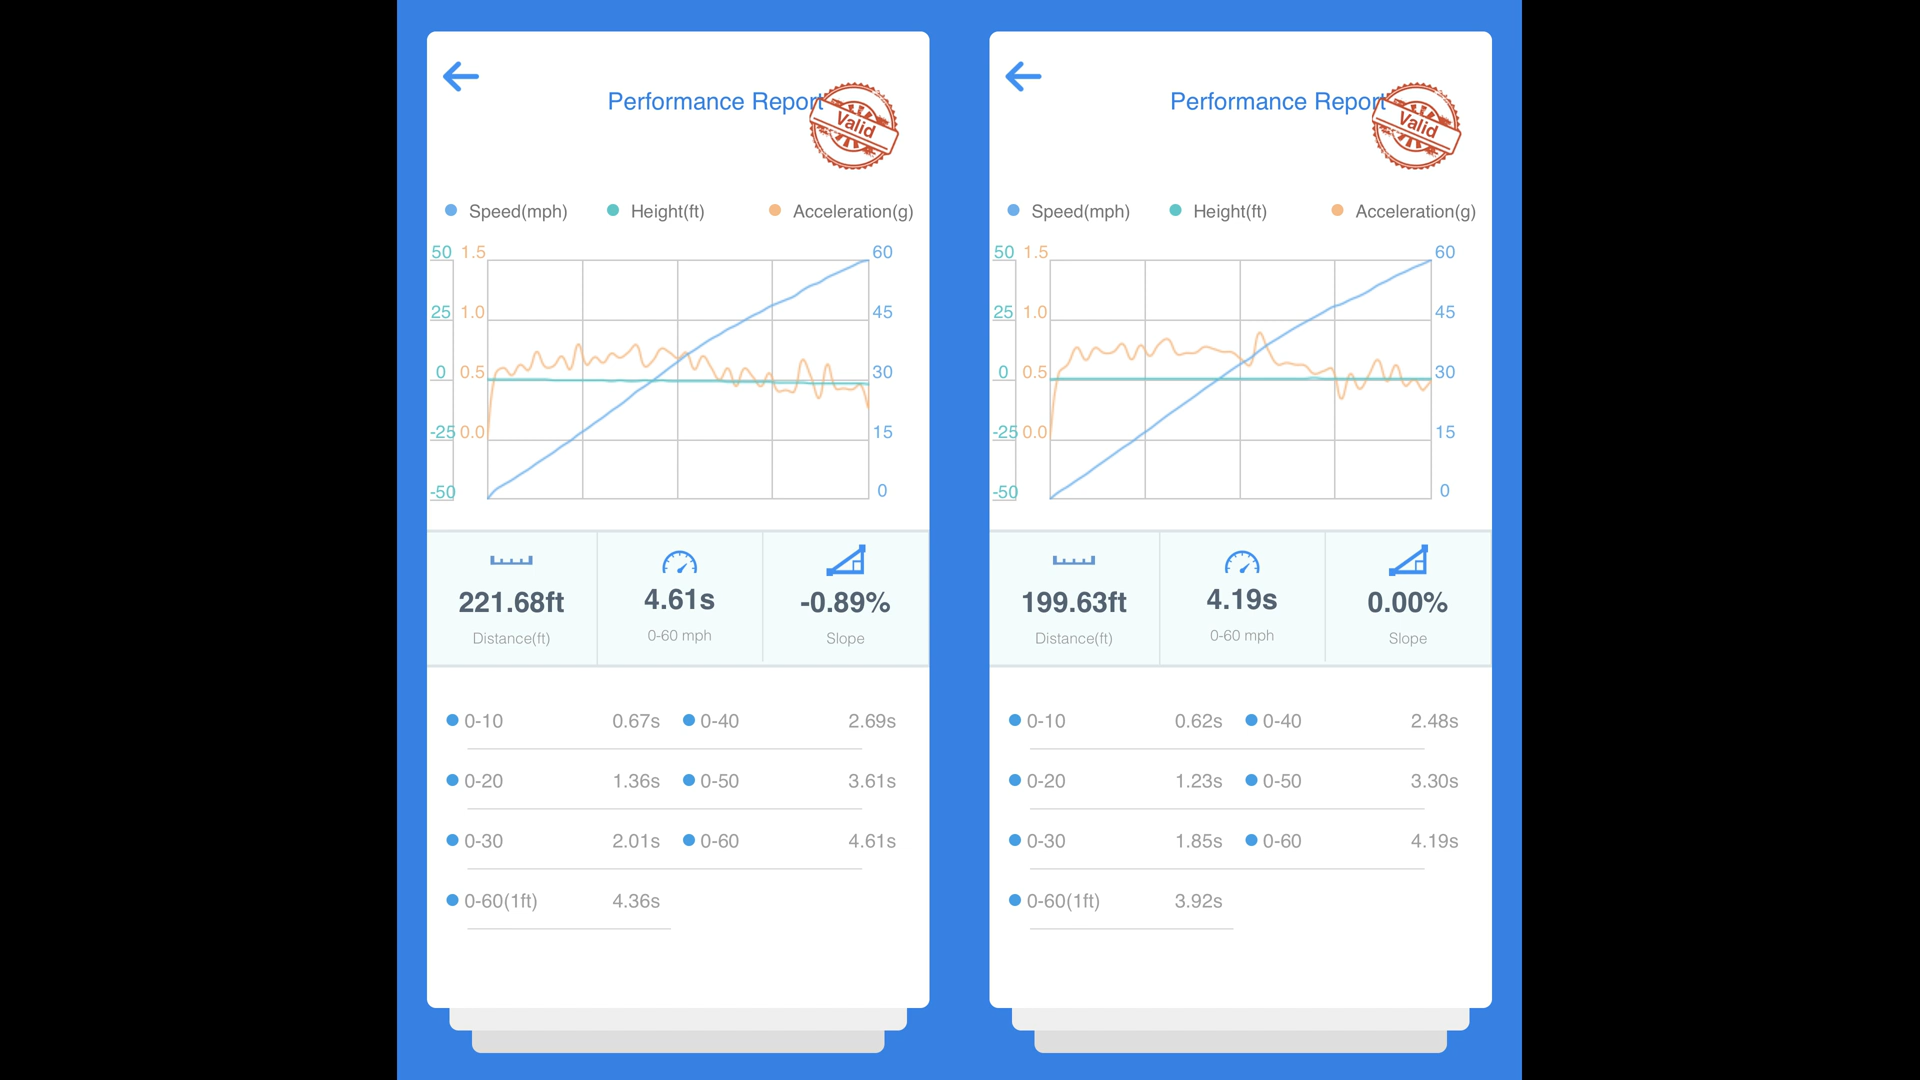 Performance Report
Valid
Speed(mph) Height(ft) Acceleration(g)
50 1.5 60
25 1.0 45
0 0.5 30
-25 0.0 15
-50 0
221.68ft 4.61s -0.89%
Distance(ft) 0-60 mph Slope
0-10 0.67s 0-40 2.69s
0-20 1.36s 0-50 3.61s
0-30 2.01s 0-60 4.61s
0-60(1ft) 4.36s
Performance Report
Valid
Speed(mph) Height(ft) Acceleration(g)
50 1.5 60
25 1.0 45
0 0.5 30
-25 0.0 15
-50 0
199.63ft 4.19s 0.00%
Distance(ft) 0-60 mph Slope
0-10 0.62s 0-40 2.48s
0-20 1.23s 0-50 3.30s
0-30 1.85s 0-60 4.19s
0-60(1ft) 3.92s